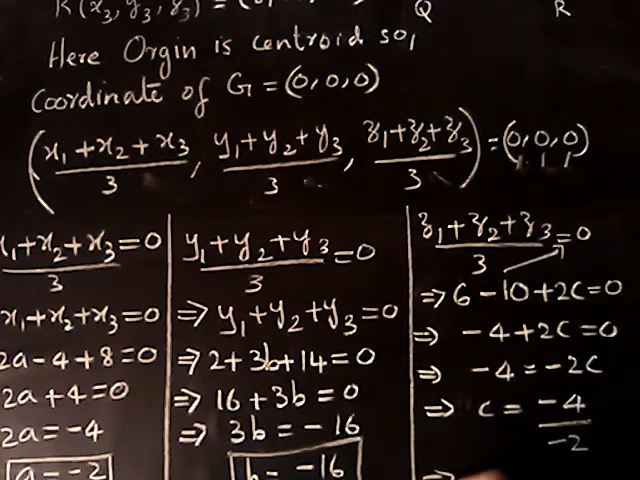 R(x₃, y₃, z₃) = (
Q R
Here Orgin is centroid so,
Coordinate of G = (0, 0, 0)
(x₁ + x₂ + x₃ / 3, y₁ + y₂ + y₃ / 3, z₁ + z₂ + z₃ / 3) = (0, 0, 0)
x₁ + x₂ + x₃ / 3 = 0
x₁ + x₂ + x₃ = 0
2a - 4 + 8 = 0
2a + 4 = 0
2a = -4
a = -2
y₁ + y₂ + y₃ / 3 = 0
⇒ y₁ + y₂ + y₃ = 0
⇒ 2 + 3b + 14 = 0
⇒ 16 + 3b = 0
⇒ 3b = -16
b = -16
z₁ + z₂ + z₃ / 3 = 0
⇒ 6 - 10 + 2c = 0
⇒ -4 + 2c = 0
⇒ -4 = -2c
⇒ c = -4 / -2
⇒